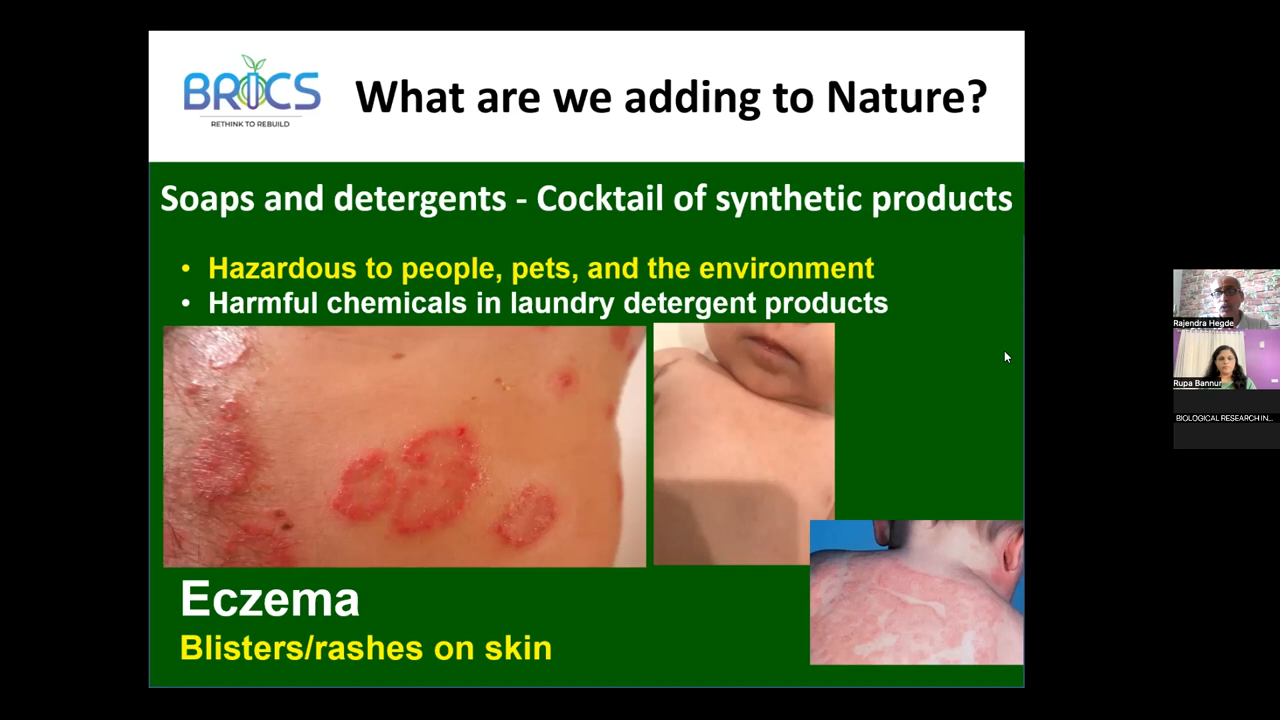 BRICS
RETHINK TO REBUILD
What are we adding to Nature?
Soaps and detergents - Cocktail of synthetic products
• Hazardous to people, pets, and the environment
• Harmful chemicals in laundry detergent products
Eczema
Blisters/rashes on skin
Rajendra Hegde
Rupa Bannur
BIOLOGICAL RESEARCH IN...